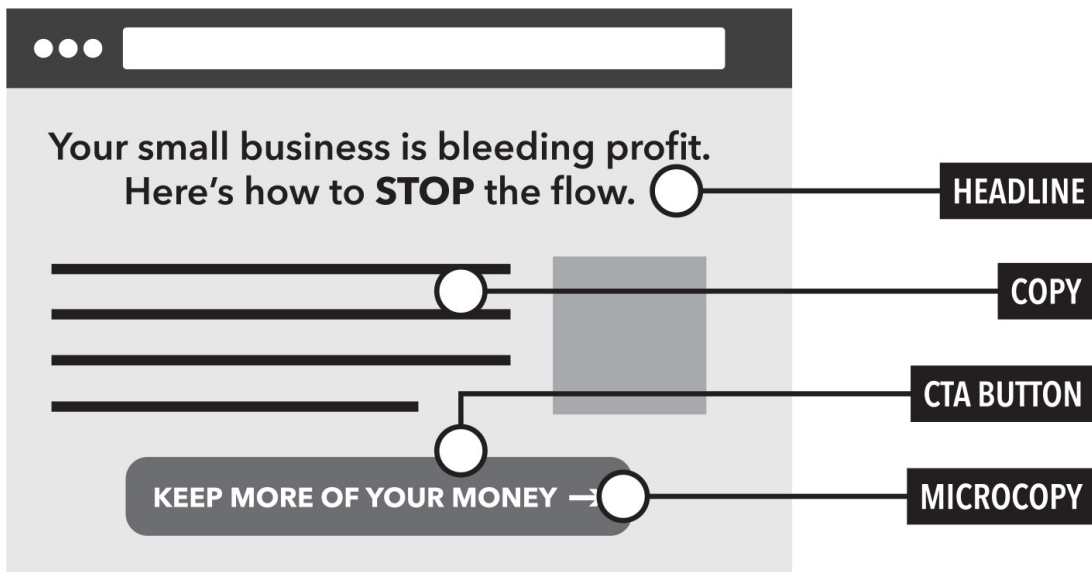 Your small business is bleeding profit.
Here's how to STOP the flow.
HEADLINE
COPY
CTA BUTTON
KEEP MORE OF YOUR MONEY →
MICROCOPY